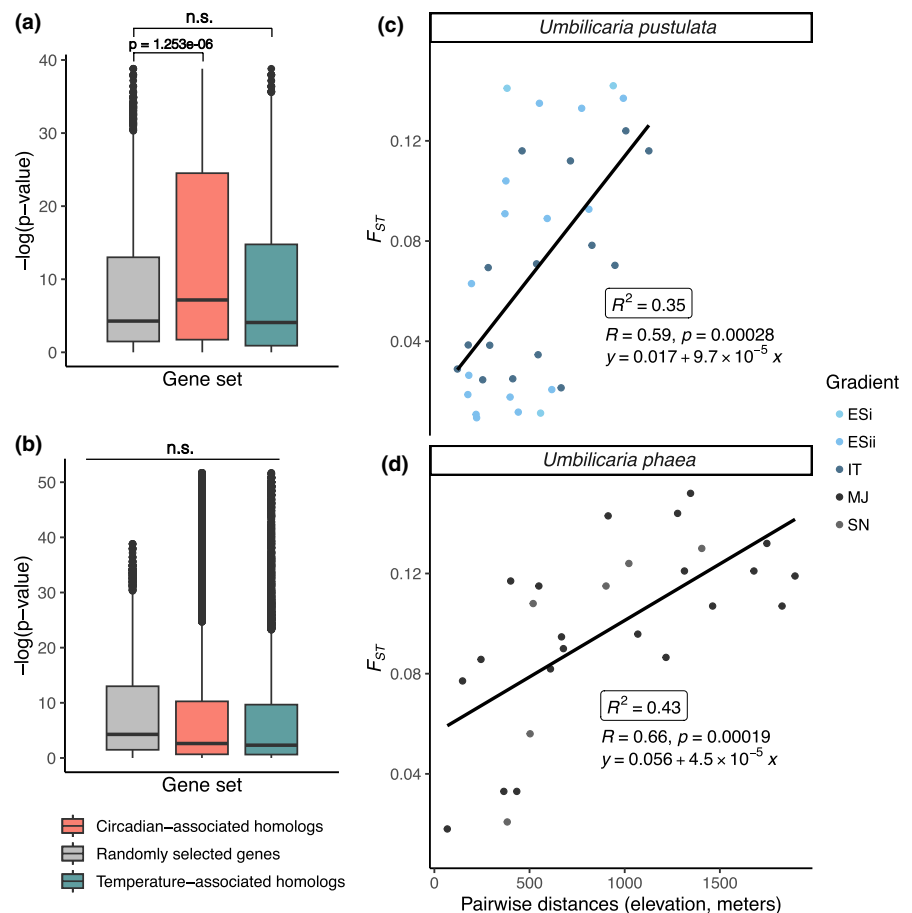 (a)
n.s.
p = 1.253e-06
40
30
20
10
0
−log(p−value)
Gene set
(b)
n.s.
50
40
30
20
10
0
−log(p−value)
Gene set
Circadian−associated homologs
Randomly selected genes
Temperature−associated homologs
(c)
Umbilicaria pustulata
0.12
0.08
0.04
FST
R² = 0.35
R = 0.59, p = 0.00028
y = 0.017 + 9.7 × 10⁻⁵ x
(d)
Umbilicaria phaea
0.12
0.08
0.04
FST
R² = 0.43
R = 0.66, p = 0.00019
y = 0.056 + 4.5 × 10⁻⁵ x
0 500 1000 1500
Pairwise distances (elevation, meters)
Gradient
ESi
ESii
IT
MJ
SN